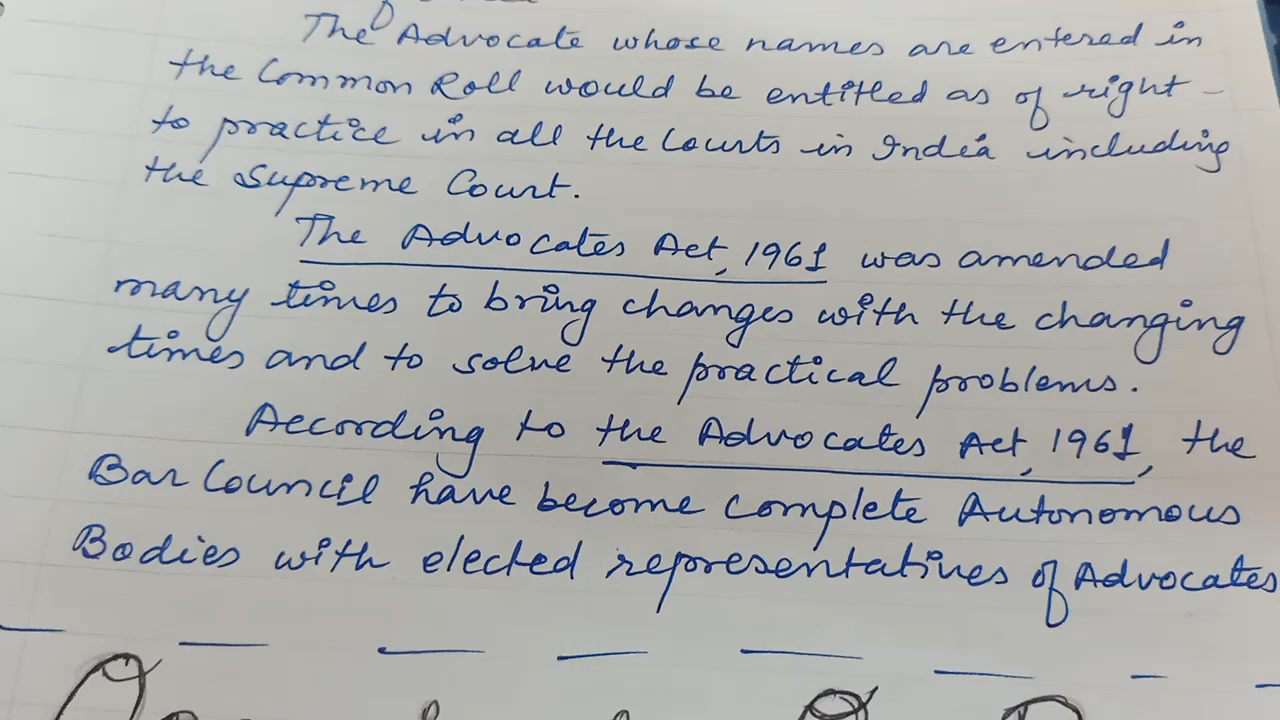 The Advocate whose names are entered in
the Common Roll would be entitled as of right -
to practice in all the Courts in India including
the Supreme Court.
The Advocates Act, 1961 was amended
many times to bring changes with the changing
times and to solve the practical problems.
According to the Advocates Act, 1961, the
Bar Council have become complete Autonomous
Bodies with elected representatives of Advocates